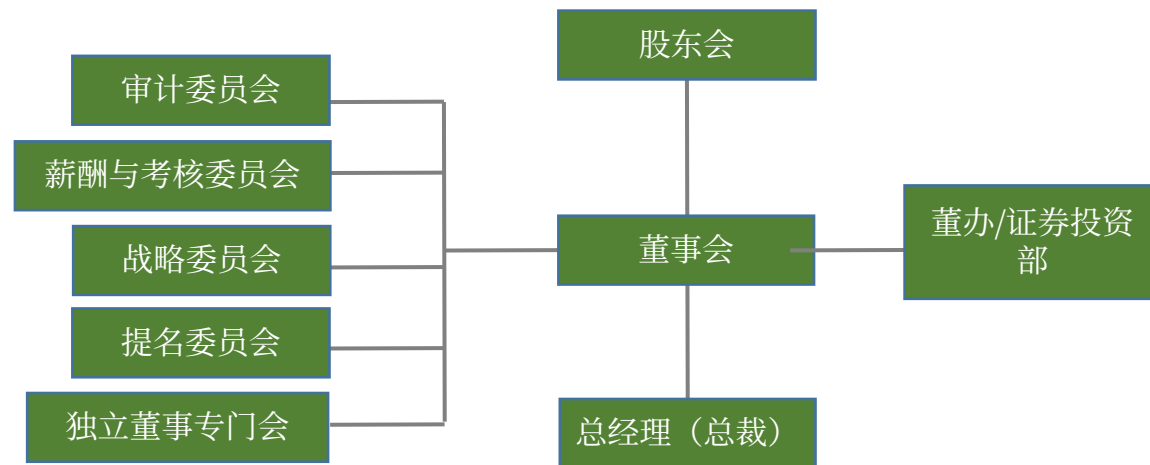 股东会
审计委员会
薪酬与考核委员会
战略委员会
提名委员会
独立董事专门会
董事会
董办/证券投资
部
总经理（总裁）